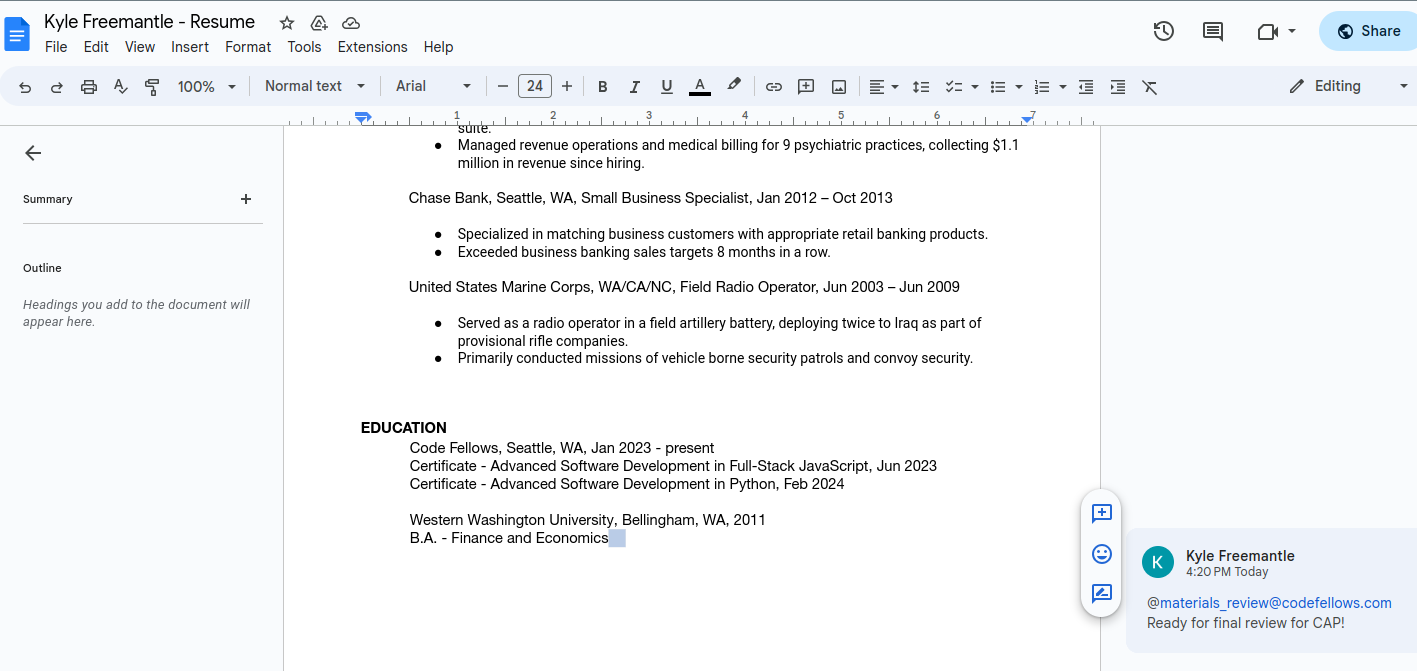 Kyle Freemantle - Resume
File Edit View Insert Format Tools Extensions Help
Share
100% Normal text Arial 24 B I U A Editing
1 2 3 4 5 6 7
suite.
● Managed revenue operations and medical billing for 9 psychiatric practices, collecting $1.1
million in revenue since hiring.
Summary
Chase Bank, Seattle, WA, Small Business Specialist, Jan 2012 – Oct 2013
● Specialized in matching business customers with appropriate retail banking products.
● Exceeded business banking sales targets 8 months in a row.
Outline
Headings you add to the document will
appear here.
United States Marine Corps, WA/CA/NC, Field Radio Operator, Jun 2003 – Jun 2009
● Served as a radio operator in a field artillery battery, deploying twice to Iraq as part of
provisional rifle companies.
● Primarily conducted missions of vehicle borne security patrols and convoy security.
EDUCATION
Code Fellows, Seattle, WA, Jan 2023 - present
Certificate - Advanced Software Development in Full-Stack JavaScript, Jun 2023
Certificate - Advanced Software Development in Python, Feb 2024
Western Washington University, Bellingham, WA, 2011
B.A. - Finance and Economics
K
Kyle Freemantle
4:20 PM Today
@materials_review@codefellows.com
Ready for final review for CAP!